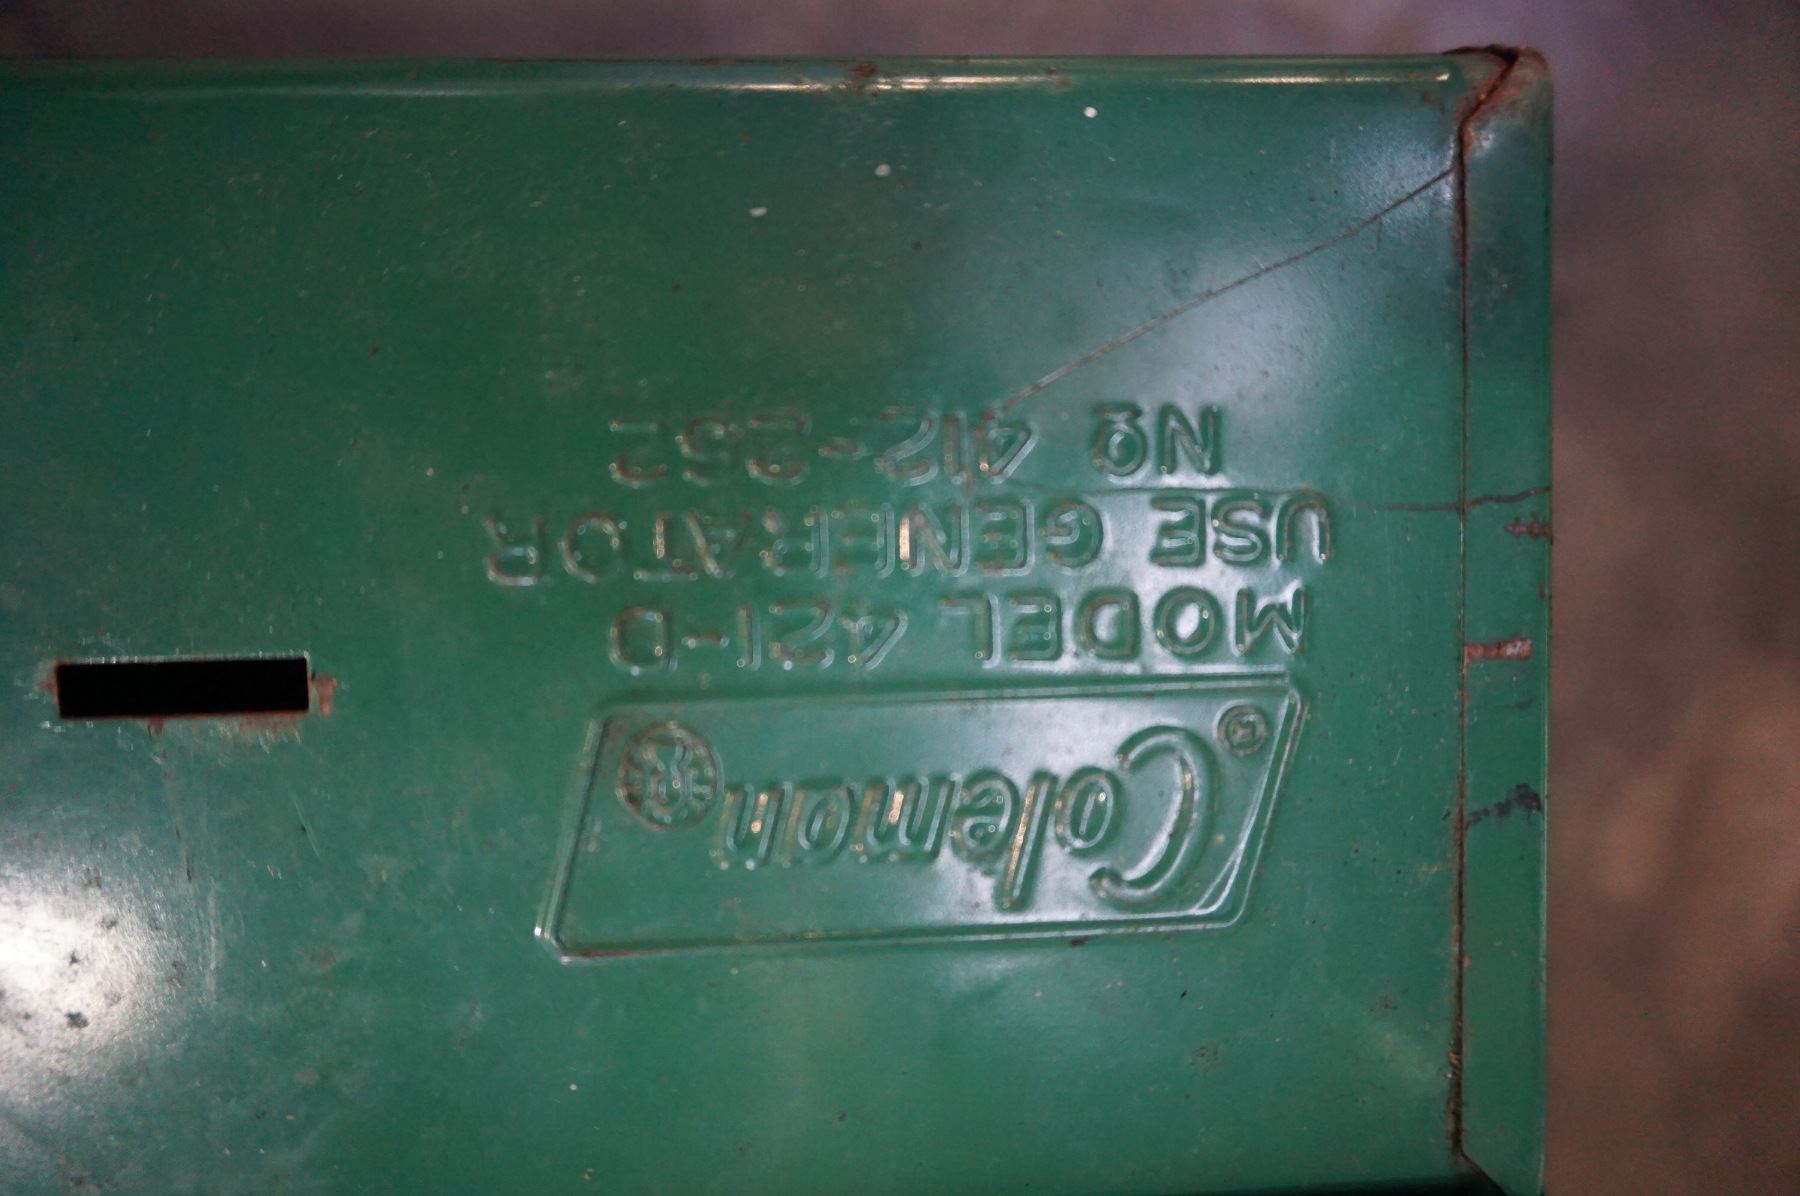 ® Coleman
MODEL 421-D
USE GENERATOR
Nº 412-252